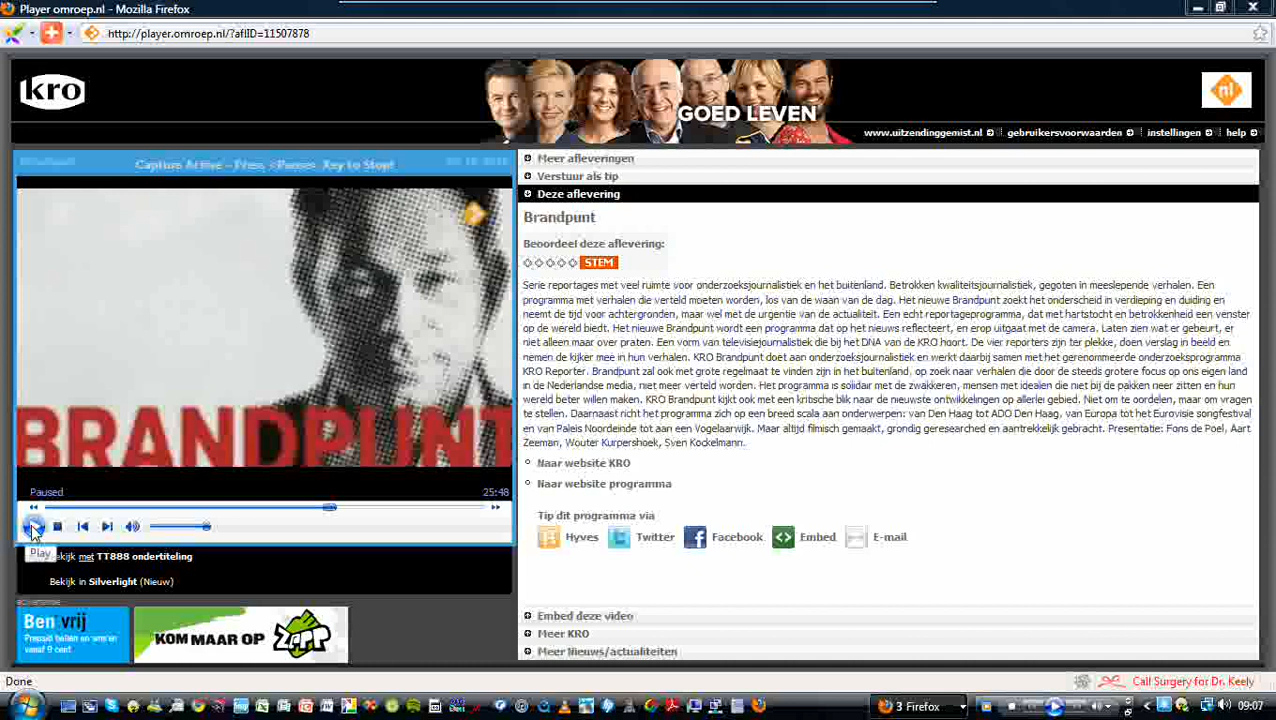 Player omroep.nl - Mozilla Firefox
http://player.omroep.nl/?aflID=11507878
kro
GOED LEVEN
nl
www.uitzendinggemist.nl
gebruikersvoorwaarden
instellingen
help
Capture Active - Press <Pause> Key to Stop!
Meer afleveringen
Verstuur als tip
Deze aflevering
Brandpunt
Beoordeel deze aflevering:
STEM
Serie reportages met veel ruimte voor onderzoeksjournalistiek en het buitenland. Betrokken kwaliteitsjournalistiek, gegoten in meeslepende verhalen. Een
programma met verhalen die verteld moeten worden, los van de waan van de dag. Het nieuwe Brandpunt zoekt het onderscheid in verdieping en duiding en
neemt de tijd voor achtergronden, maar wel met de urgentie van de actualiteit. Een echt reportageprogramma, dat met hartstocht en betrokkenheid een venster
op de wereld biedt. Het nieuwe Brandpunt wordt een programma dat op het nieuws reflecteert, en erop uitgaat met de camera. Laten zien wat er gebeurt, er
niet alleen maar over praten. Een vorm van televisiejournalistiek die bij het DNA van de KRO hoort. De vier reporters zijn ter plekke, doen verslag in beeld en
nemen de kijker mee in hun verhalen. KRO Brandpunt doet aan onderzoeksjournalistiek en werkt daarbij samen met het gerenommeerde onderzoeksprogramma
KRO Reporter. Brandpunt zal ook met grote regelmaat te vinden zijn in het buitenland, op zoek naar verhalen die door de steeds grotere focus op ons eigen land
in de Nederlandse media, niet meer verteld worden. Het programma is solidair met de zwakkeren, mensen met idealen die niet bij de pakken neer zitten en hun
wereld beter willen maken. KRO Brandpunt kijkt ook met een kritische blik naar de nieuwste ontwikkelingen op allerlei gebied. Niet om te oordelen, maar om vragen
te stellen. Daarnaast richt het programma zich op een breed scala aan onderwerpen: van Den Haag tot ADO Den Haag, van Europa tot het Eurovisie songfestival
en van Paleis Noordeinde tot aan een Vogelaarwijk. Maar altijd filmisch gemaakt, grondig geresearched en aantrekkelijk gebracht. Presentatie: Fons de Poel, Aart
Zeeman, Wouter Kurpershoek, Sven Kockelmann.
BRANDPUNT
Naar website KRO
Naar website programma
Paused
25:48
Tip dit programma via
Hyves
Twitter
Facebook
Embed
E-mail
Play
ekijk met TT888 ondertiteling
Bekijk in Silverlight (Nieuw)
Ben vrij
Prepaid bellen en sms'en
vanaf 9 cent
KOM MAAR OP
Embed deze video
Meer KRO
Meer Nieuws/actualiteiten
Done
Call Surgery for Dr. Keely
3 Firefox
09:07